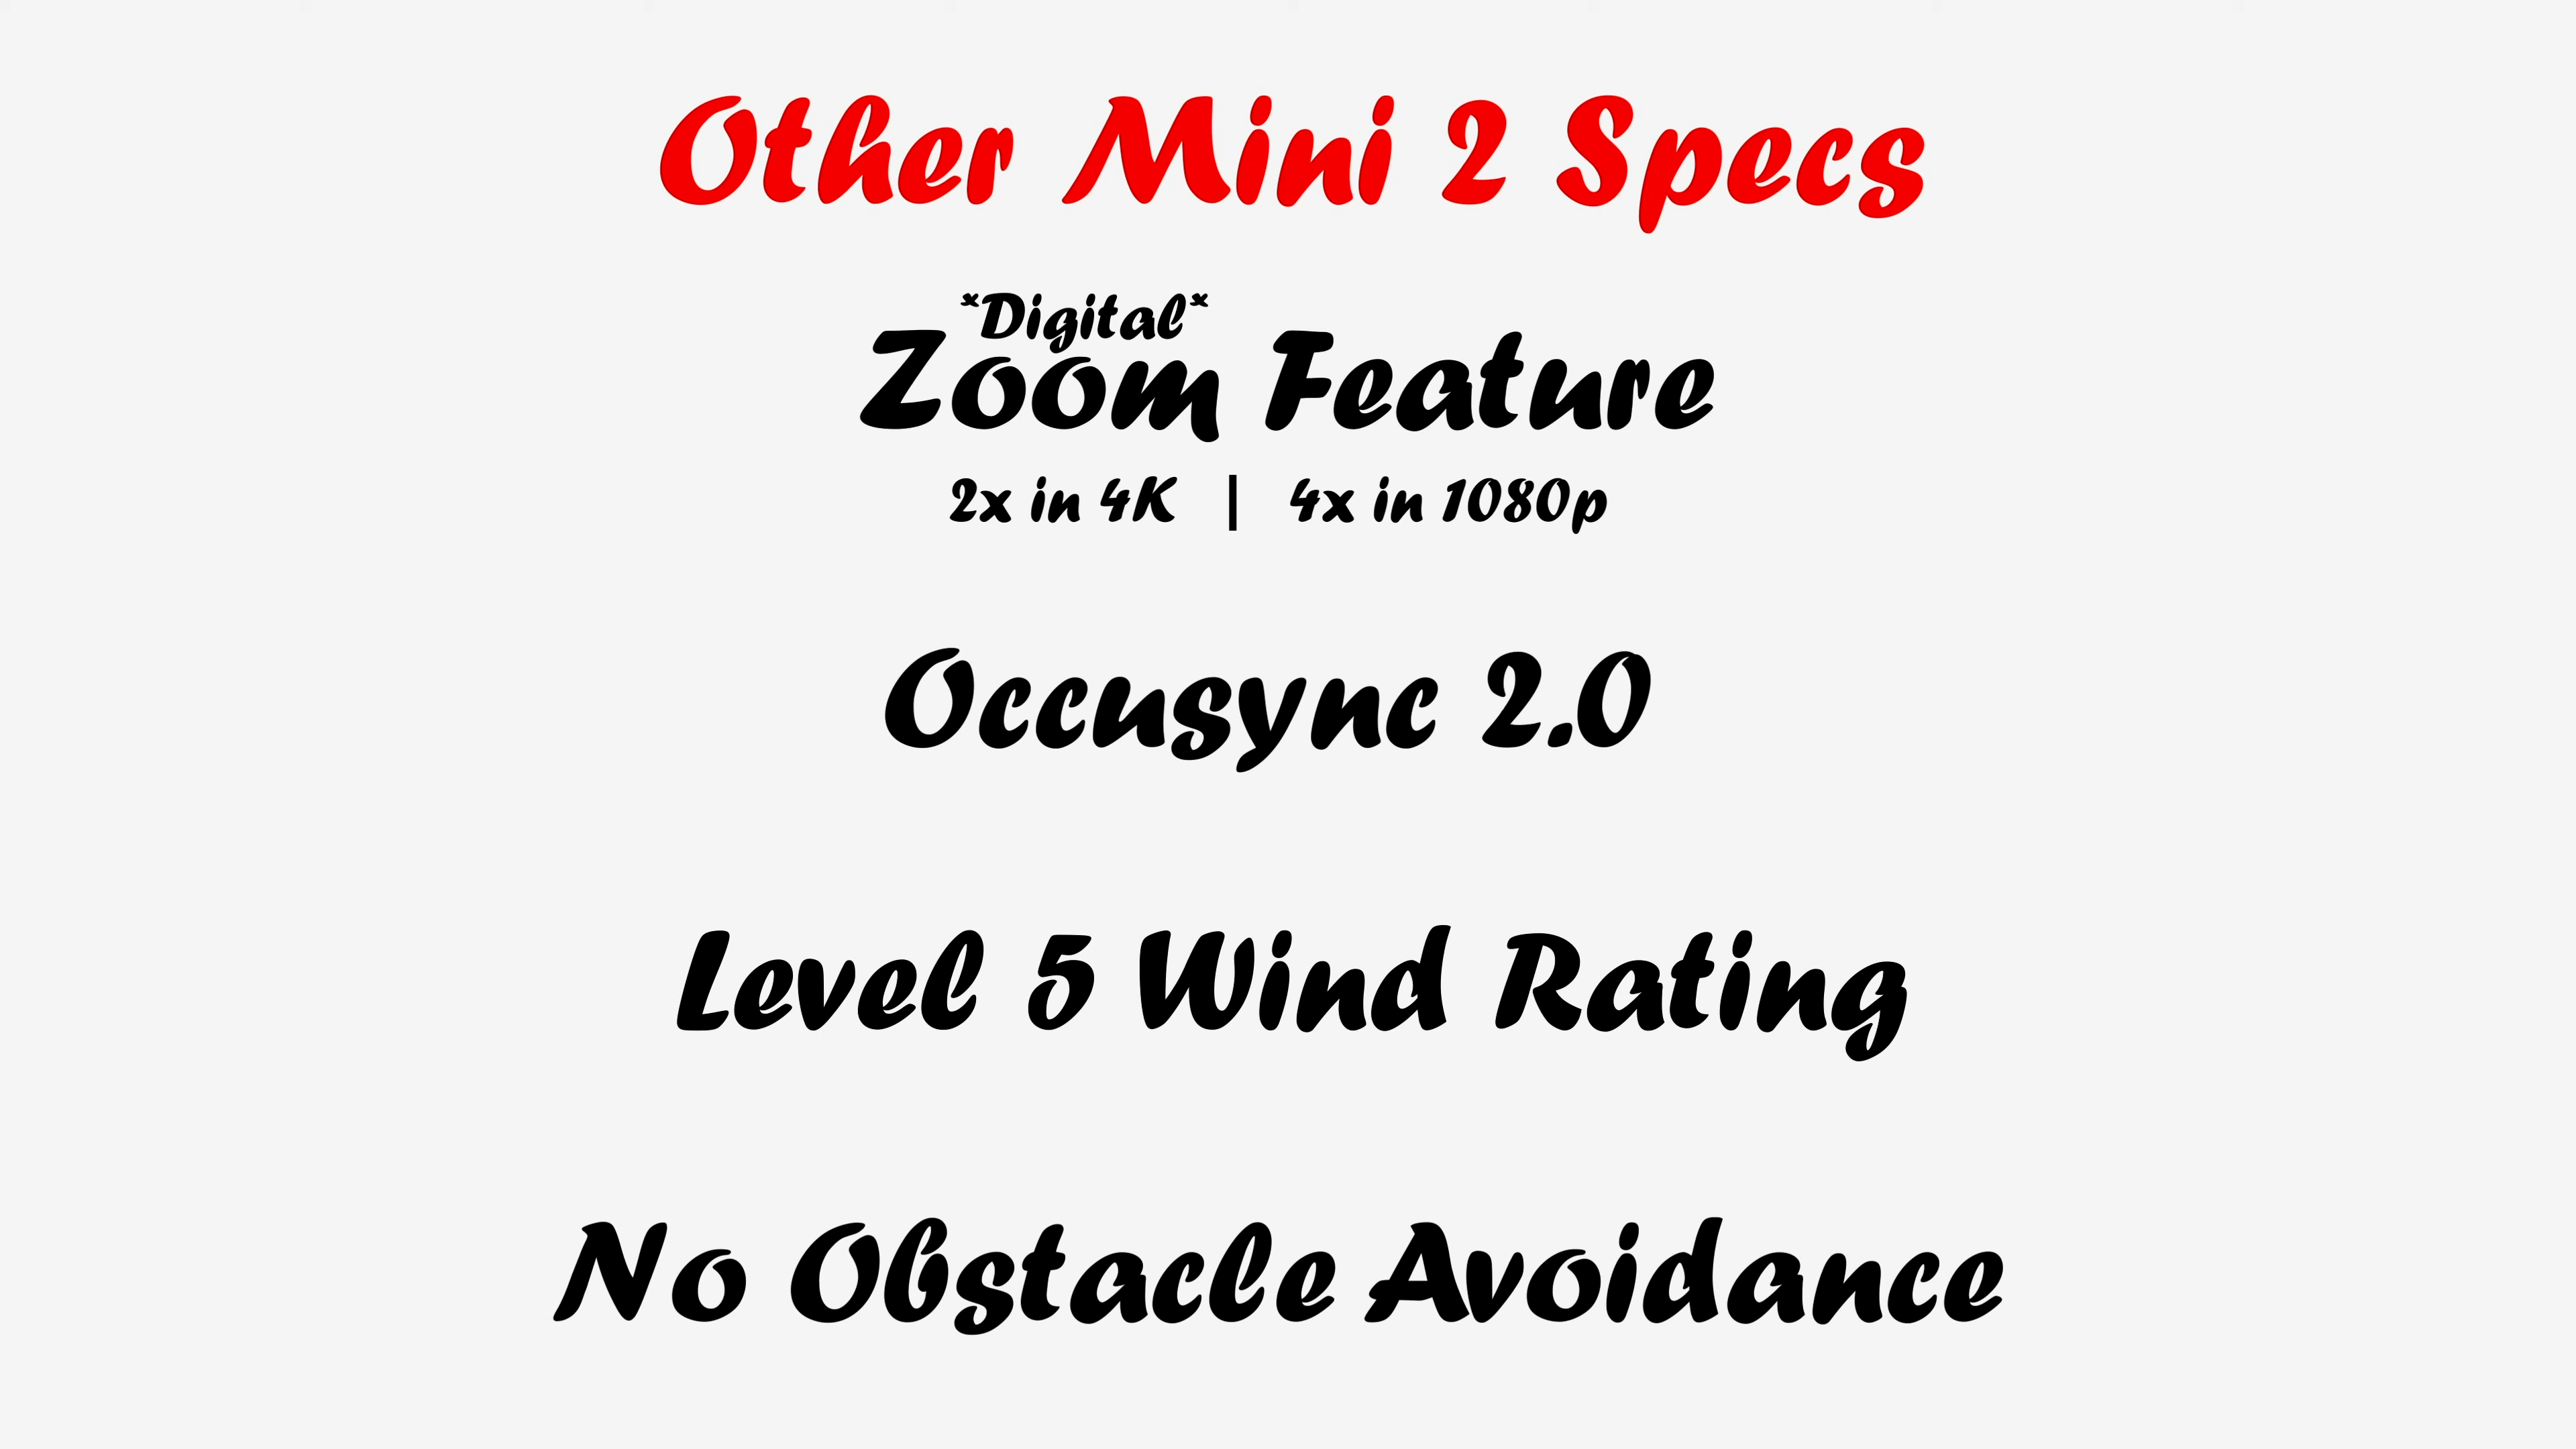 Other Mini 2 Specs
*Digital*
Zoom Feature
2x in 4K | 4x in 1080p
Occusync 2.0
Level 5 Wind Rating
No Obstacle Avoidance